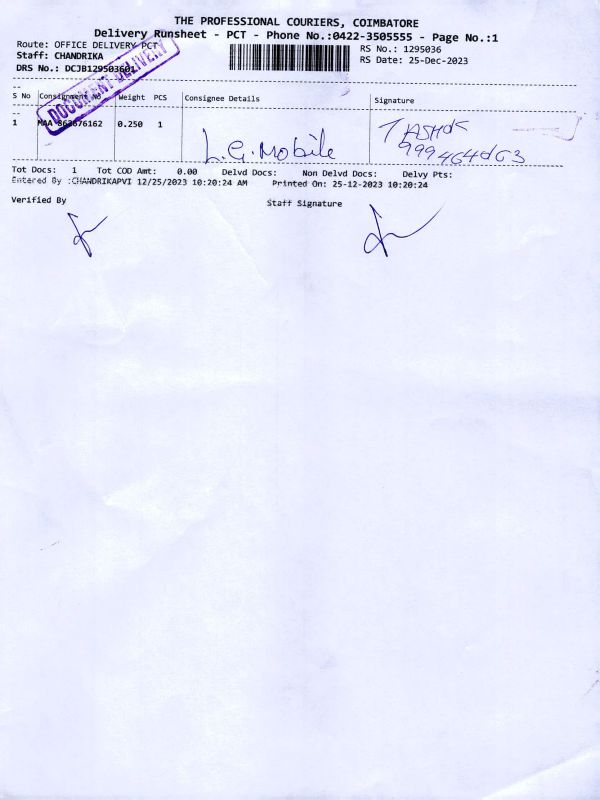 THE PROFESSIONAL COURIERS, COIMBATORE
Delivery Runsheet - PCT - Phone No.:0422-3505555 - Page No.:1
Route: OFFICE DELIVERY PCT
RS No.: 1295036
Staff: CHANDRIKA
RS Date: 25-Dec-2023
DRS No.: DCJB129503601
DOCUMENT DELIVERY
S No Consignment No Weight PCS Consignee Details Signature
1 MAA 863676162 0.250 1
L.G. Mobile
Tot Docs: 1 Tot COD Amt: 0.00 Delvd Docs: Non Delvd Docs: Delvy Pts:
Entered By :CHANDRIKAPVI 12/25/2023 10:20:24 AM Printed On: 25-12-2023 10:20:24
Verified By Staff Signature